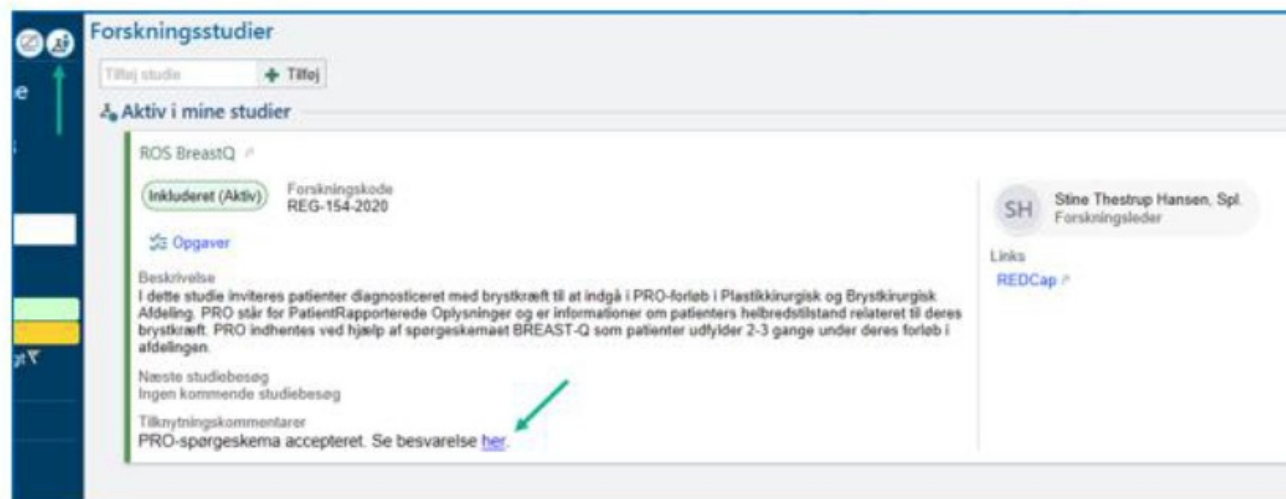 Forskningsstudier
Tilføj studie
Tilføj
Aktiv i mine studier
ROS BreastQ
Inkluderet (Aktiv)
Forskningskode
REG-154-2020
Opgaver
Beskrivelse
I dette studie inviteres patienter diagnosticeret med brystkræft til at indgå i PRO-forløb i Plastikkirurgisk og Brystkirurgisk
Afdeling. PRO står for PatientRapporterede Oplysninger og er informationer om patienters helbredstilstand relateret til deres
brystkræft. PRO indhentes ved hjælp af spørgeskemaet BREAST-Q som patienter udfylder 2-3 gange under deres forløb i
afdelingen.
Næste studiebesøg
Ingen kommende studiebesøg
Tilknytningskommentarer
PRO-spørgeskema accepteret. Se besvarelse her.
SH
Stine Thestrup Hansen, Spl.
Forskningsleder
Links
REDCap